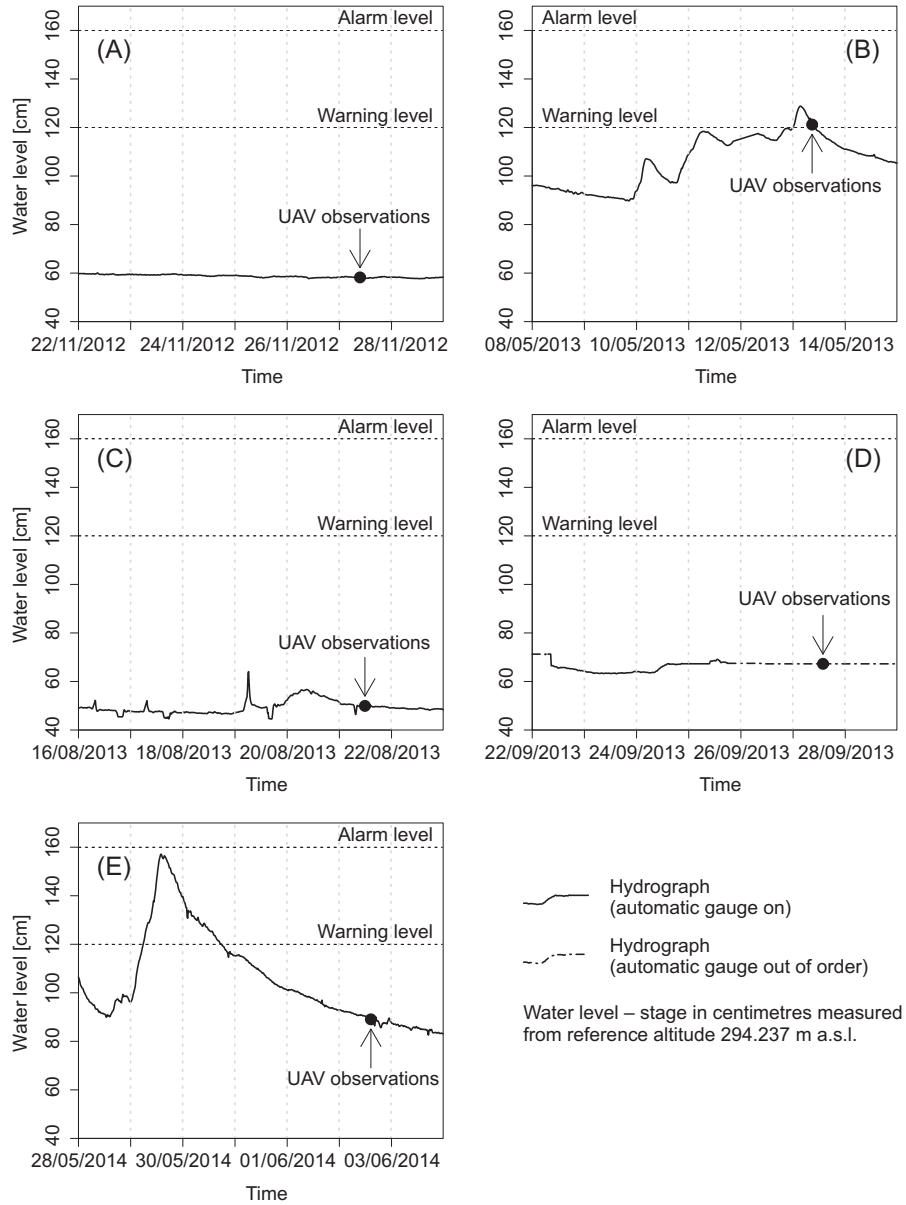 Alarm level
(A)
Warning level
UAV observations
Water level [cm]
40 60 80 100 120 140 160
22/11/2012 24/11/2012 26/11/2012 28/11/2012
Time
Alarm level
(B)
Warning level
UAV observations
40 60 80 100 120 140 160
08/05/2013 10/05/2013 12/05/2013 14/05/2013
Time
Alarm level
(C)
Warning level
UAV observations
Water level [cm]
40 60 80 100 120 140 160
16/08/2013 18/08/2013 20/08/2013 22/08/2013
Time
Alarm level
(D)
Warning level
UAV observations
40 60 80 100 120 140 160
22/09/2013 24/09/2013 26/09/2013 28/09/2013
Time
Alarm level
(E)
Warning level
UAV observations
Water level [cm]
40 60 80 100 120 140 160
28/05/2014 30/05/2014 01/06/2014 03/06/2014
Time
Hydrograph
(automatic gauge on)
Hydrograph
(automatic gauge out of order)
Water level – stage in centimetres measured
from reference altitude 294.237 m a.s.l.